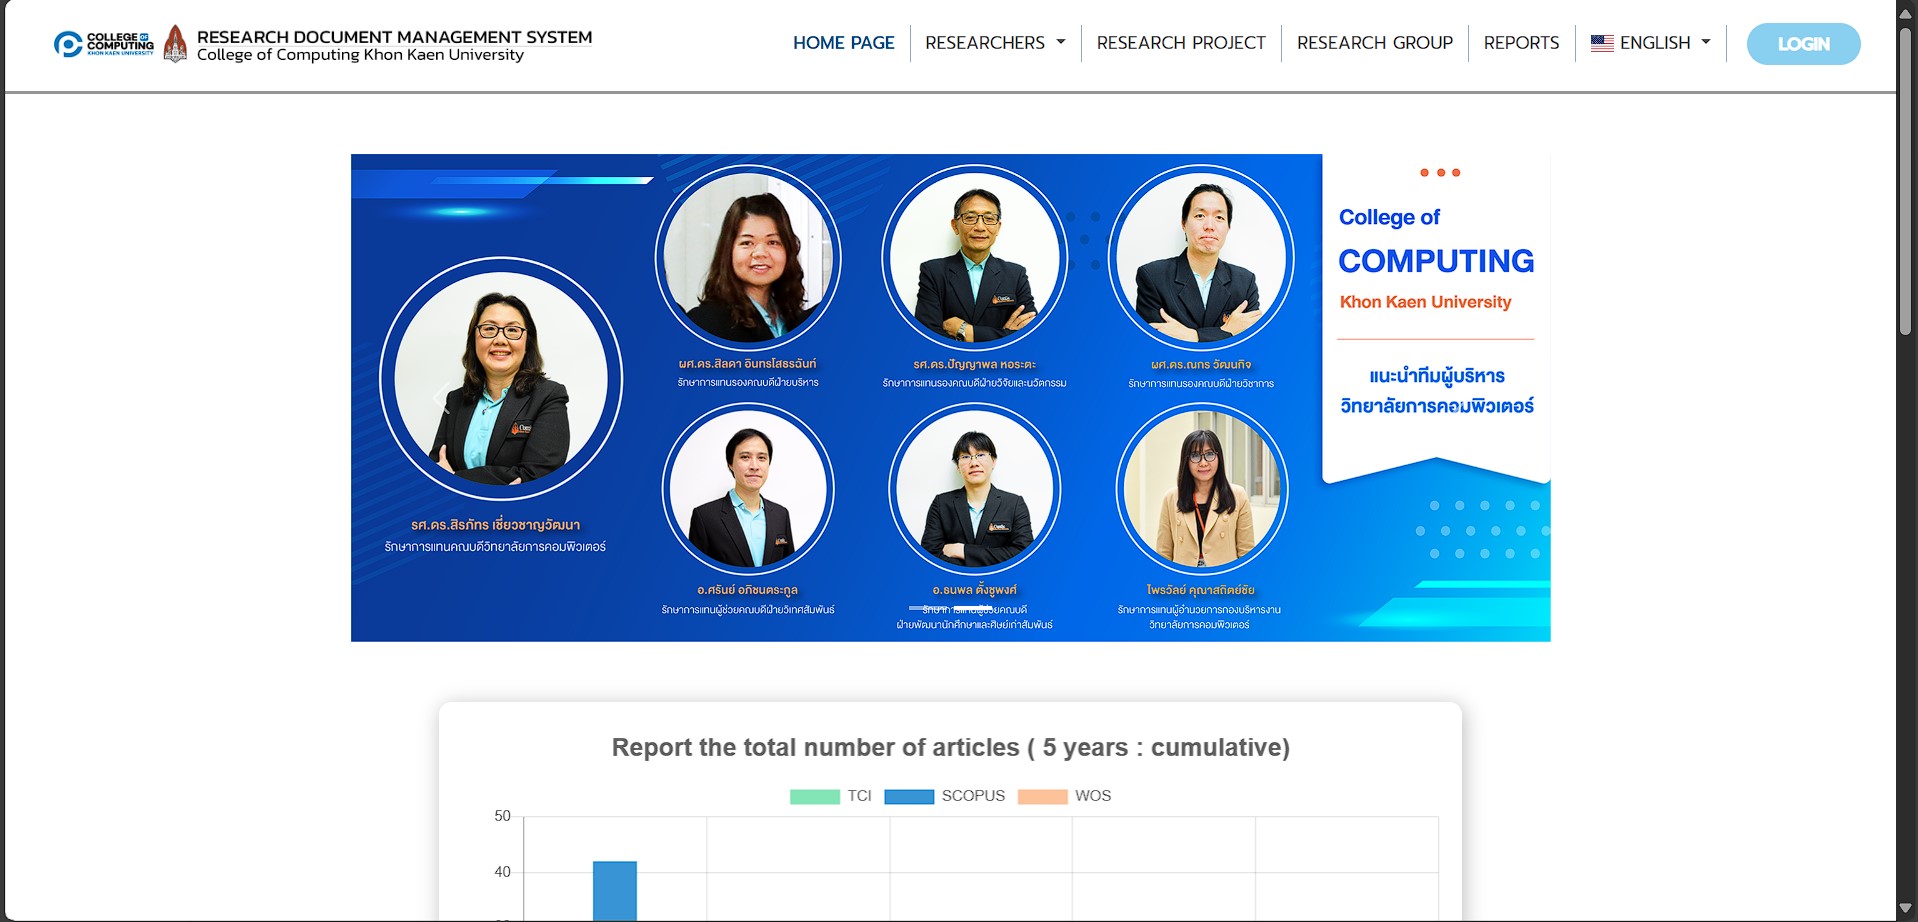 COLLEGE OF
COMPUTING
KHON KAEN UNIVERSITY
RESEARCH DOCUMENT MANAGEMENT SYSTEM
College of Computing Khon Kaen University
HOME PAGE
RESEARCHERS
RESEARCH PROJECT
RESEARCH GROUP
REPORTS
ENGLISH
LOGIN
College of
COMPUTING
Khon Kaen University
แนะนำทีมผู้บริหาร
วิทยาลัยการคอมพิวเตอร์
ผศ.ดร.สิลดา อินทรโสธรฉันท์
รักษาการแทนรองคณบดีฝ่ายบริหาร
รศ.ดร.ปัญญาพล หอระตะ
รักษาการแทนรองคณบดีฝ่ายวิจัยและนวัตกรรม
ผศ.ดร.ณกร วัฒนกิจ
รักษาการแทนรองคณบดีฝ่ายวิชาการ
รศ.ดร.สิรภัทร เชี่ยวชาญวัฒนา
รักษาการแทนคณบดีวิทยาลัยการคอมพิวเตอร์
อ.ศรันย์ อภิชนตระกูล
รักษาการแทนผู้ช่วยคณบดีฝ่ายวิเทศสัมพันธ์
อ.ธนพล ตั้งชูพงศ์
รักษาการแทนผู้ช่วยคณบดี
ฝ่ายพัฒนานักศึกษาและศิษย์เก่าสัมพันธ์
ไพรวัลย์ คุณาสถิตย์ชัย
รักษาการแทนผู้อำนวยการกองบริหารงาน
วิทยาลัยการคอมพิวเตอร์
Report the total number of articles ( 5 years : cumulative)
TCI
SCOPUS
WOS
50
40